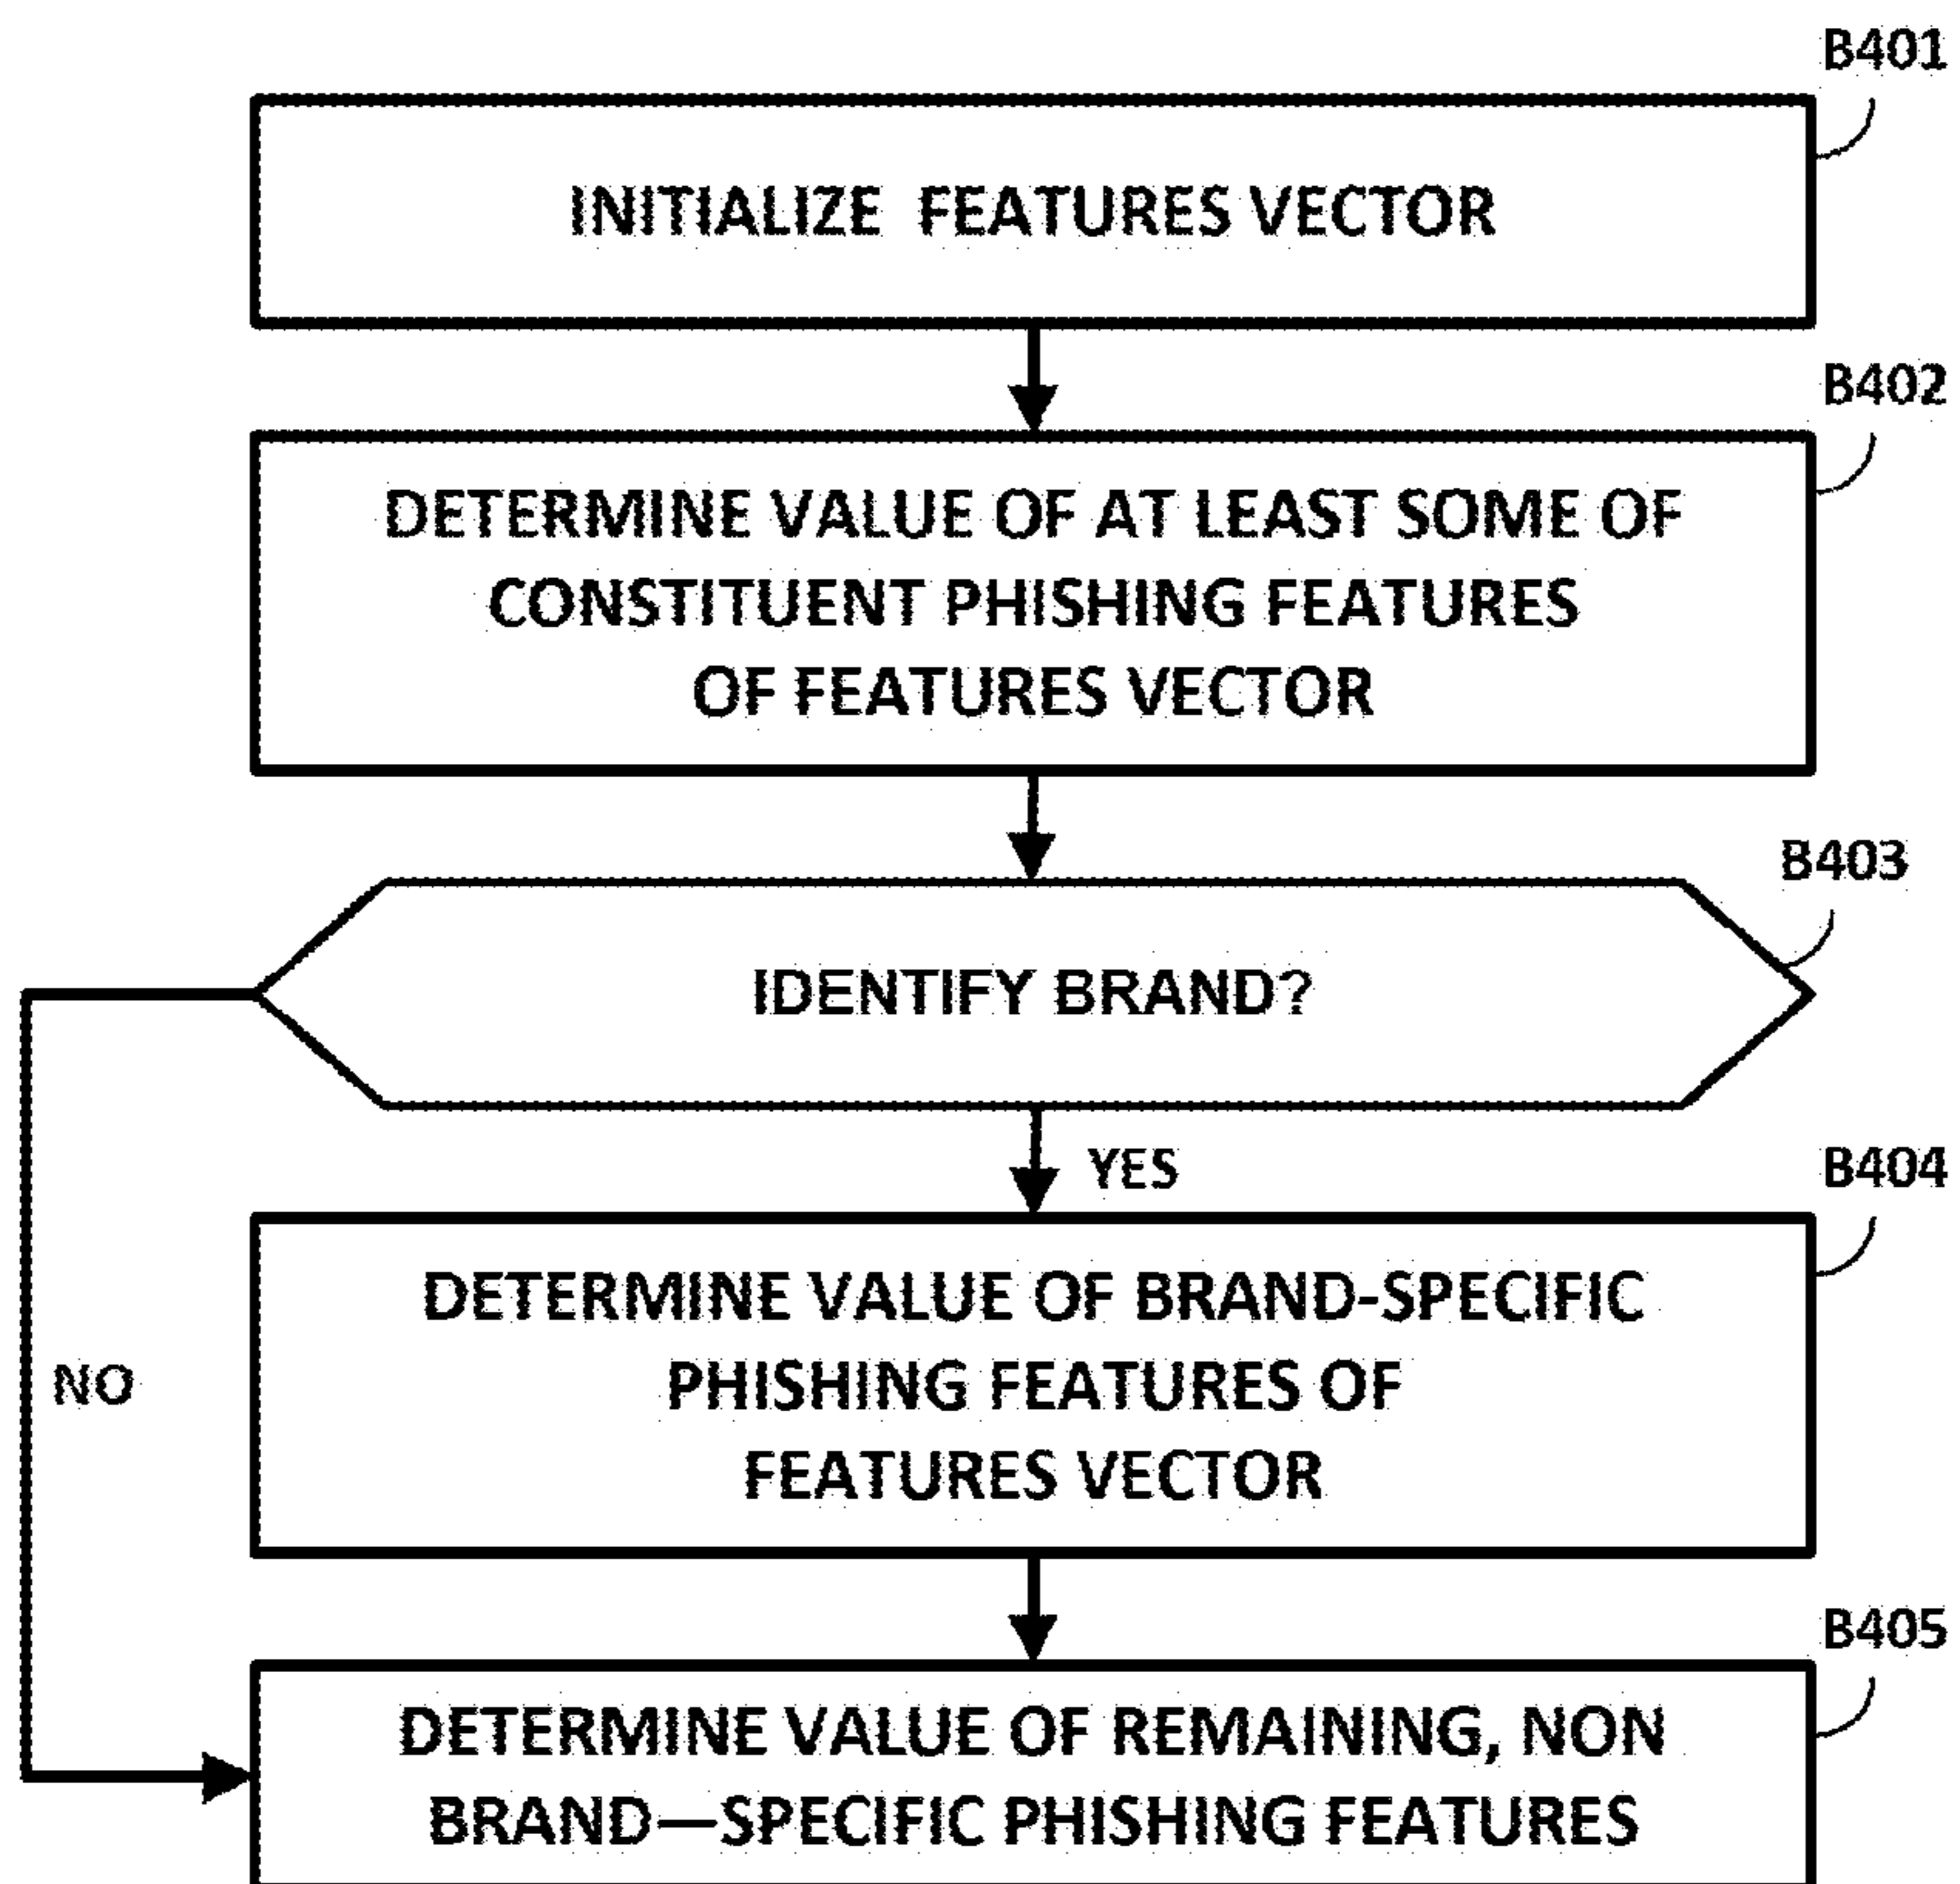 B401
INITIALIZE FEATURES VECTOR
B402
DETERMINE VALUE OF AT LEAST SOME OF
CONSTITUENT PHISHING FEATURES
OF FEATURES VECTOR
B403
IDENTIFY BRAND?
YES
B404
DETERMINE VALUE OF BRAND-SPECIFIC
PHISHING FEATURES OF
FEATURES VECTOR
NO
B405
DETERMINE VALUE OF REMAINING, NON
BRAND—SPECIFIC PHISHING FEATURES